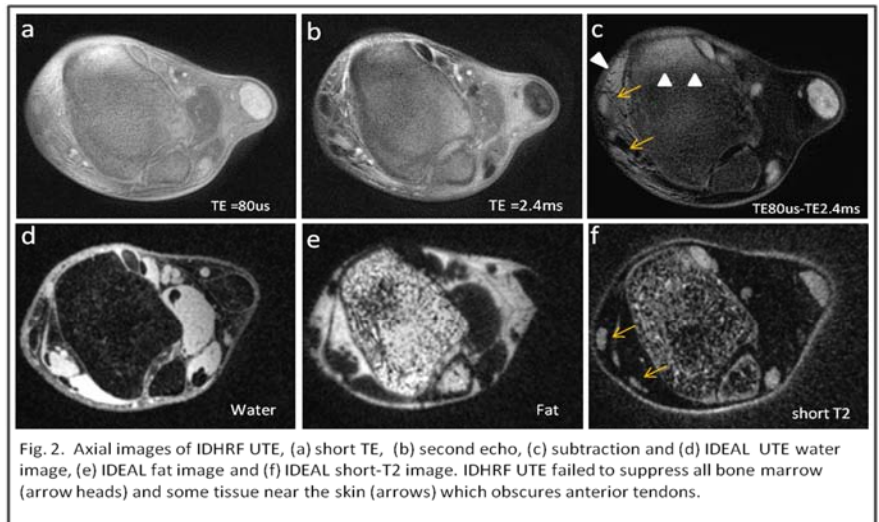 a
b
c
TE =80us
TE =2.4ms
TE80us-TE2.4ms
d
e
f
Water
Fat
short T2
Fig. 2. Axial images of IDHRF UTE, (a) short TE, (b) second echo, (c) subtraction and (d) IDEAL UTE water
image, (e) IDEAL fat image and (f) IDEAL short-T2 image. IDHRF UTE failed to suppress all bone marrow
(arrow heads) and some tissue near the skin (arrows) which obscures anterior tendons.